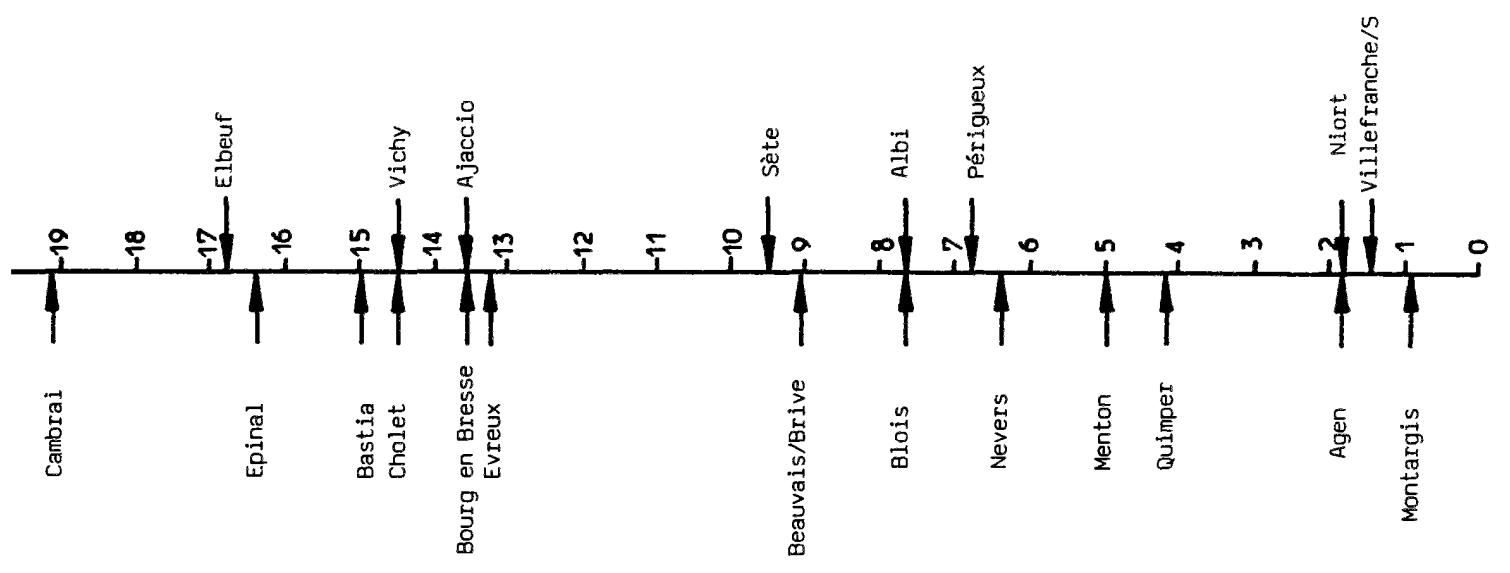 Cambrai
Epinal
Bastia
Cholet
Bourg en Bresse
Evreux
Beauvais/Brive
Blois
Nevers
Menton
Quimper
Agen
Montargis
19
18
17
16
15
14
13
12
11
10
9
8
7
6
5
4
3
2
1
0
Elbeuf
Vichy
Ajaccio
Sète
Albi
Périgueux
Niort
Villefranche/S